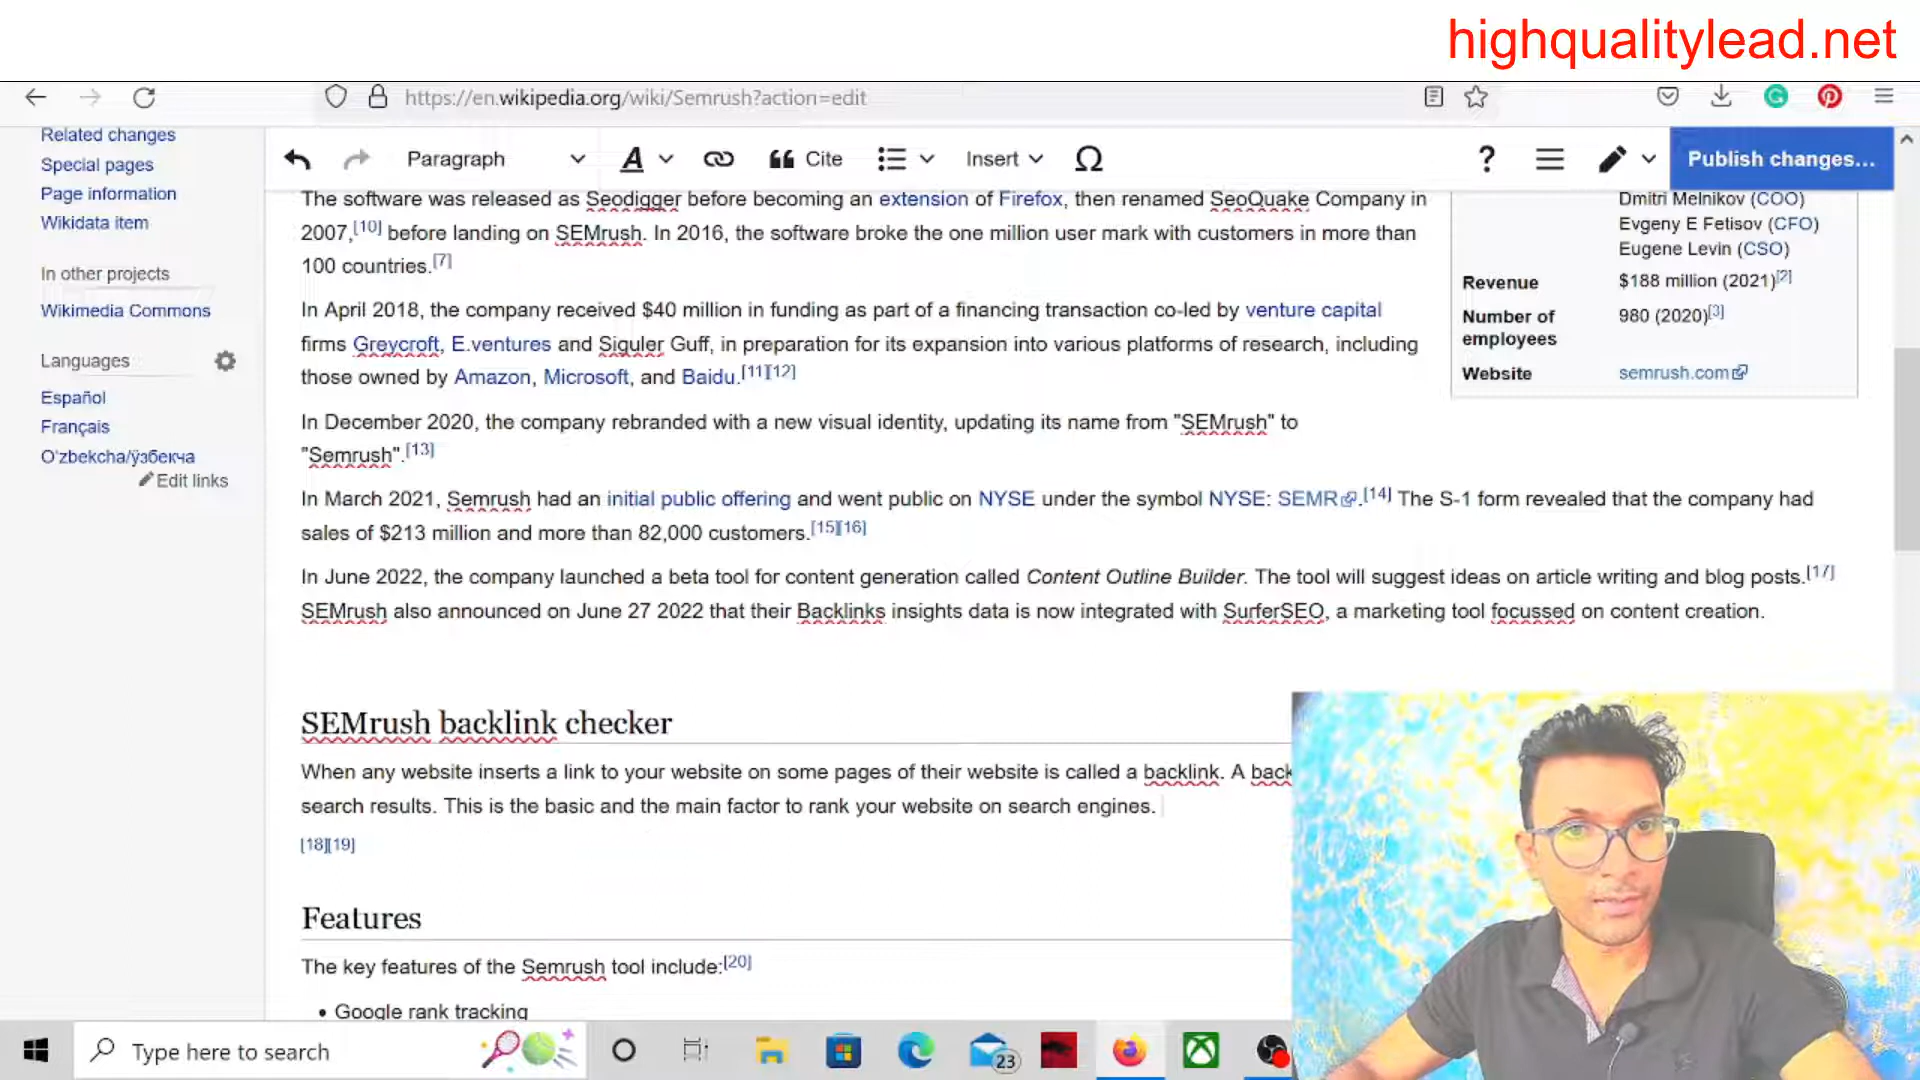 highqualitylead.net
https://en.wikipedia.org/wiki/Semrush?action=edit
Related changes
Special pages
Page information
Wikidata item
In other projects
Wikimedia Commons
Languages
Español
Français
Oʻzbekcha/ўзбекча
Edit links
Paragraph
A
Cite
Insert
Ω
?
Publish changes...
The software was released as Seodigger before becoming an extension of Firefox, then renamed SeoQuake Company in
2007,[10] before landing on SEMrush. In 2016, the software broke the one million user mark with customers in more than
100 countries.[7]
In April 2018, the company received $40 million in funding as part of a financing transaction co-led by venture capital
firms Greycroft, E.ventures and Siguler Guff, in preparation for its expansion into various platforms of research, including
those owned by Amazon, Microsoft, and Baidu.[11][12]
In December 2020, the company rebranded with a new visual identity, updating its name from "SEMrush" to
"Semrush".[13]
In March 2021, Semrush had an initial public offering and went public on NYSE under the symbol NYSE: SEMR.[14] The S-1 form revealed that the company had
sales of $213 million and more than 82,000 customers.[15][16]
In June 2022, the company launched a beta tool for content generation called Content Outline Builder. The tool will suggest ideas on article writing and blog posts.[17]
SEMrush also announced on June 27 2022 that their Backlinks insights data is now integrated with SurferSEO, a marketing tool focussed on content creation.
SEMrush backlink checker
When any website inserts a link to your website on some pages of their website is called a backlink. A back
search results. This is the basic and the main factor to rank your website on search engines.
[18][19]
Features
The key features of the Semrush tool include:[20]
• Google rank tracking
Dmitri Melnikov (COO)
Evgeny E Fetisov (CFO)
Eugene Levin (CSO)
Revenue $188 million (2021)[2]
Number of employees 980 (2020)[3]
Website semrush.com
Type here to search
23